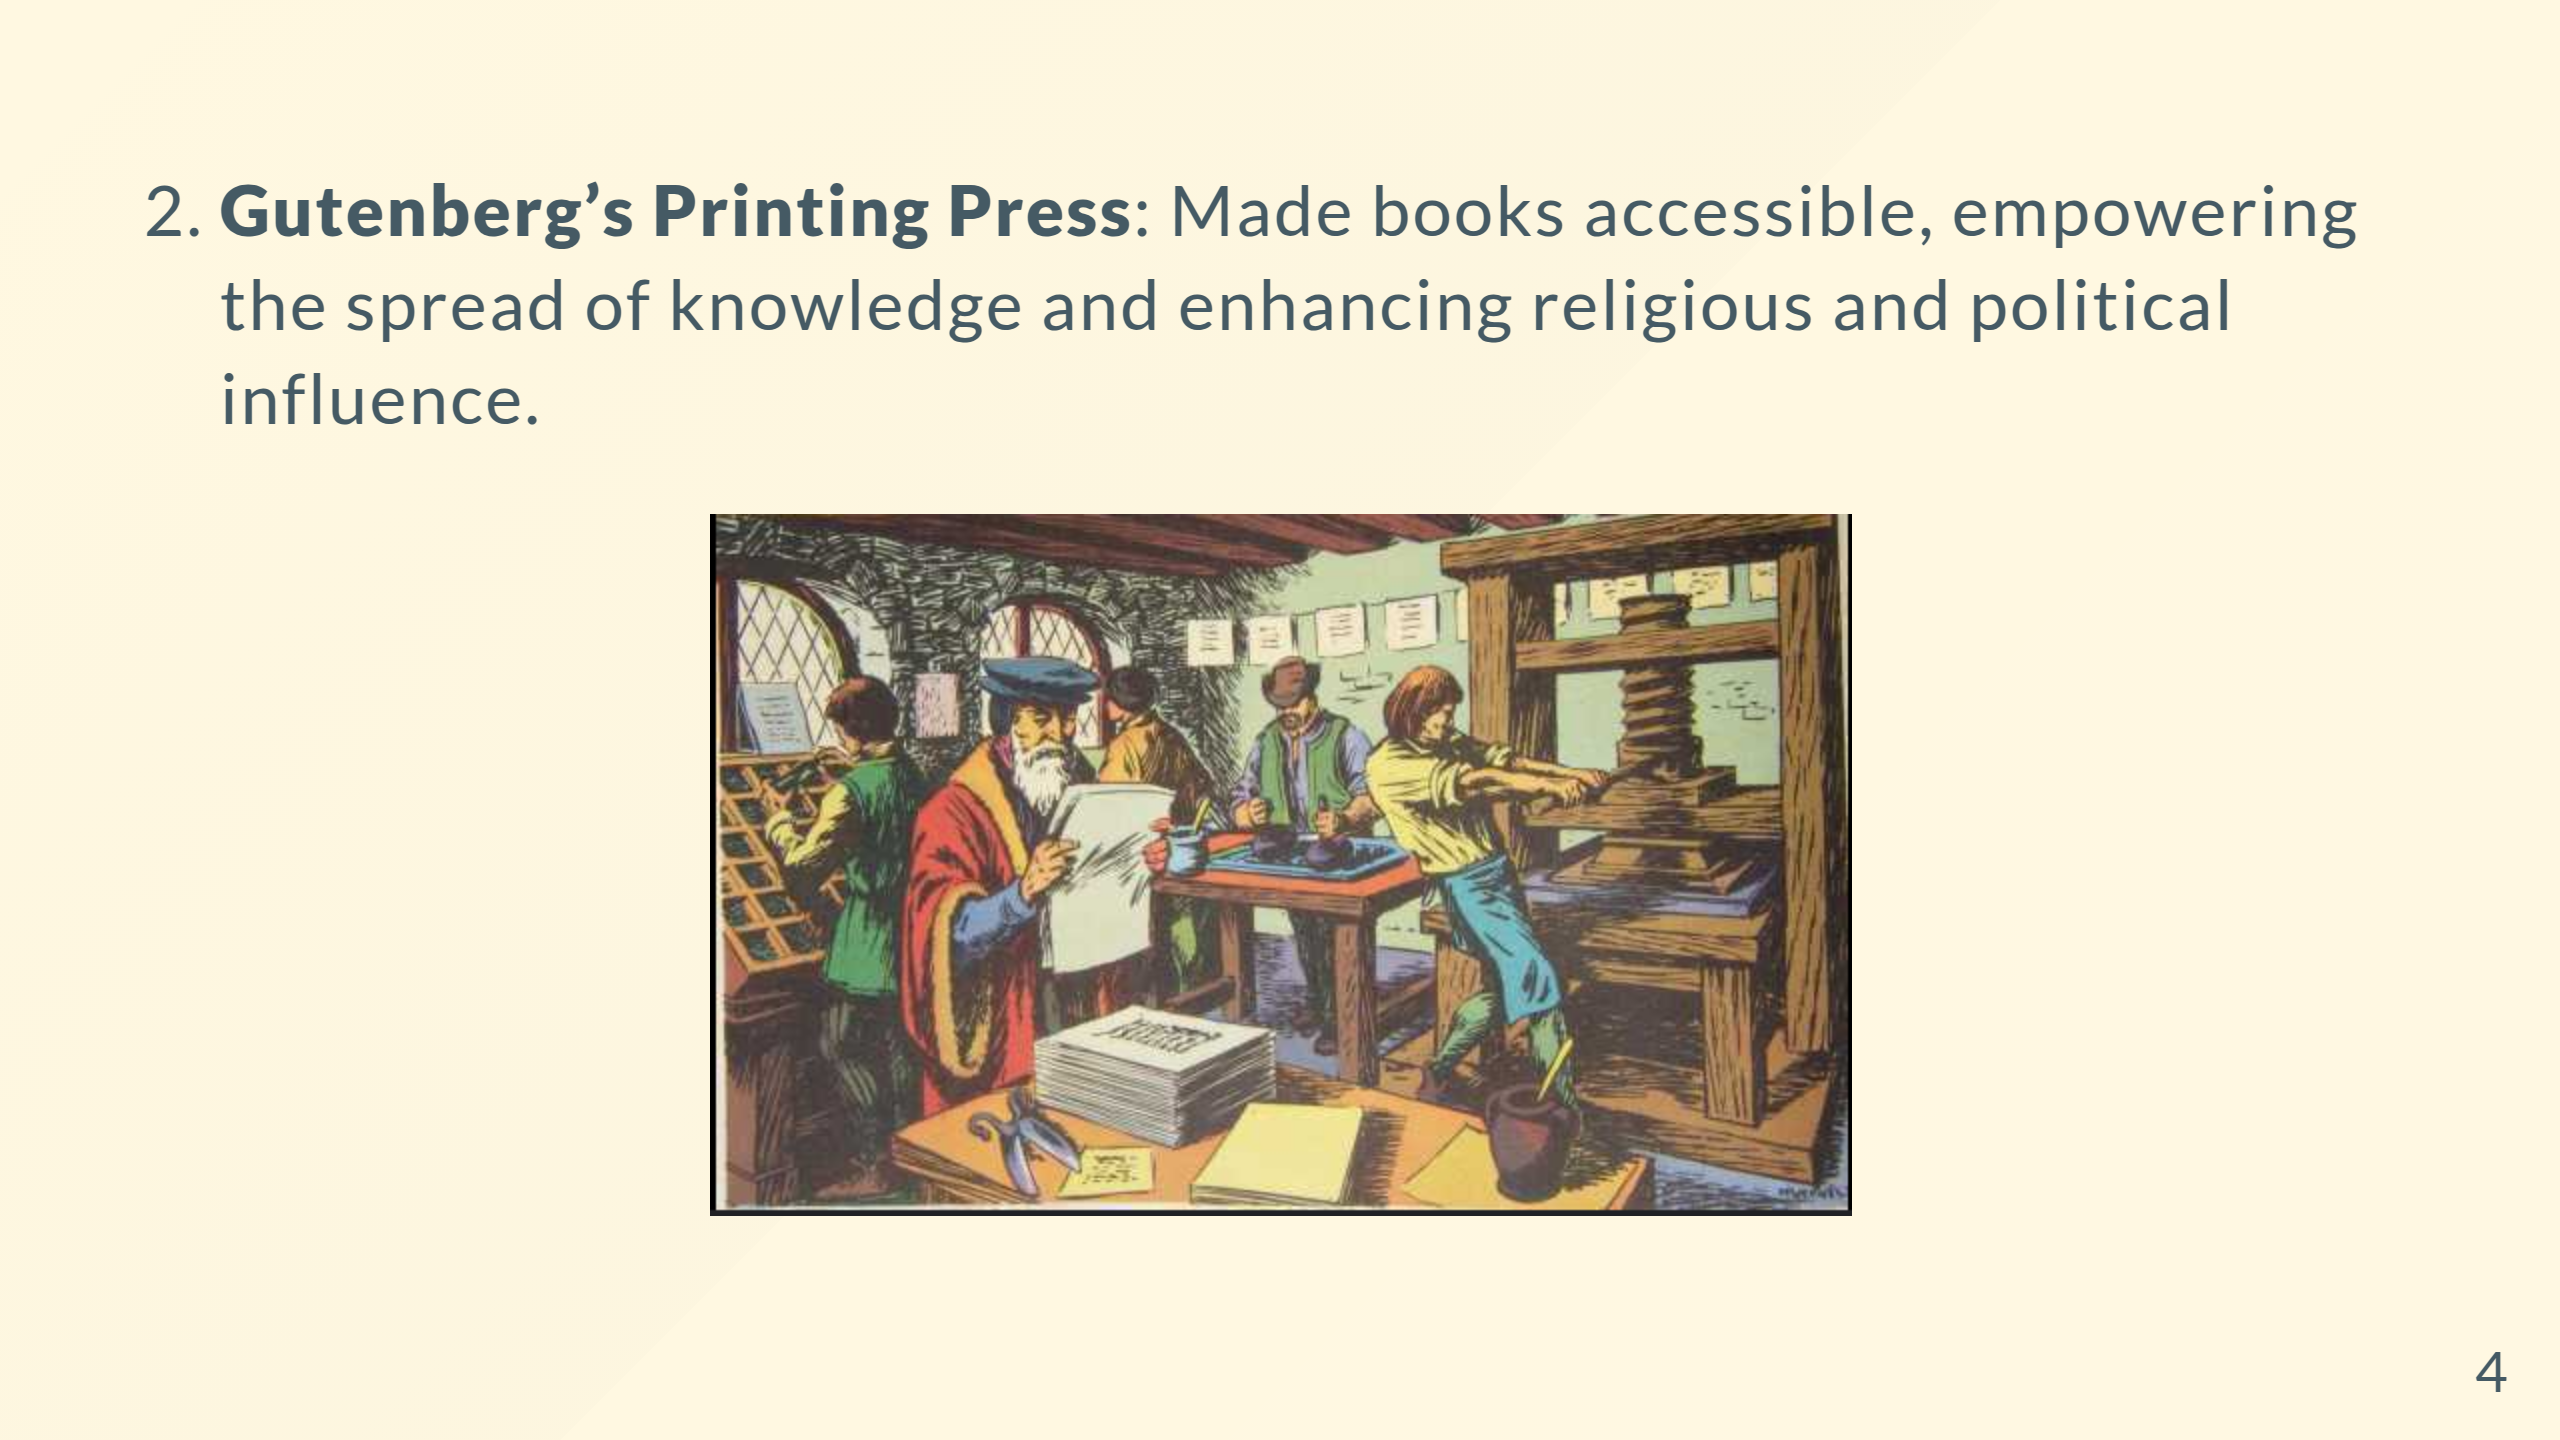 2. Gutenberg’s Printing Press: Made books accessible, empowering
the spread of knowledge and enhancing religious and political
influence.
4